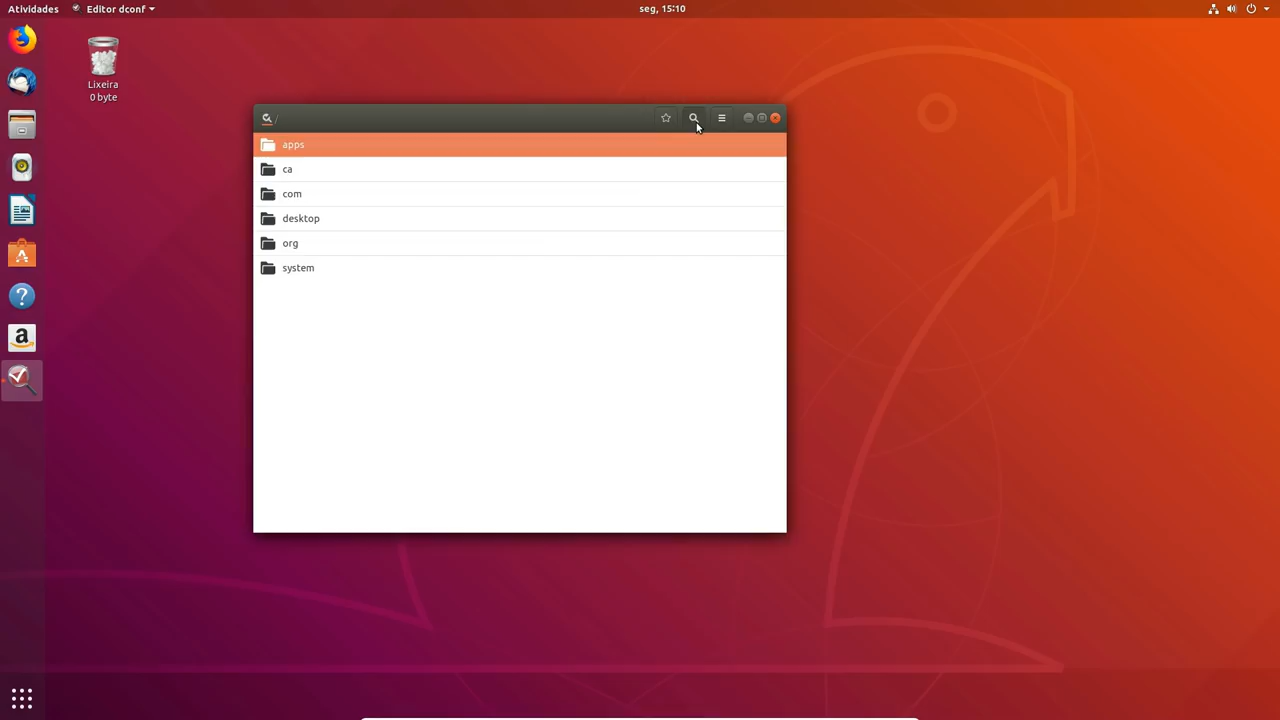 Atividades Editor dconf seg, 15:10
Lixeira
0 byte
/
apps
ca
com
desktop
org
system